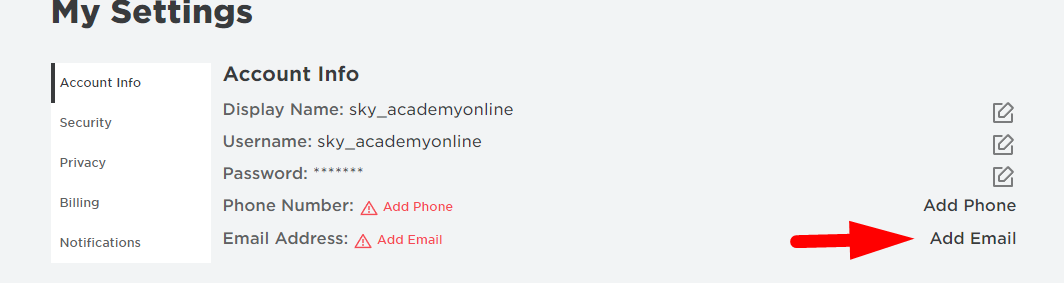 My Settings
Account Info
Security
Privacy
Billing
Notifications
Account Info
Display Name: sky_academyonline
Username: sky_academyonline
Password: *******
Phone Number: Add Phone Add Phone
Email Address: Add Email Add Email